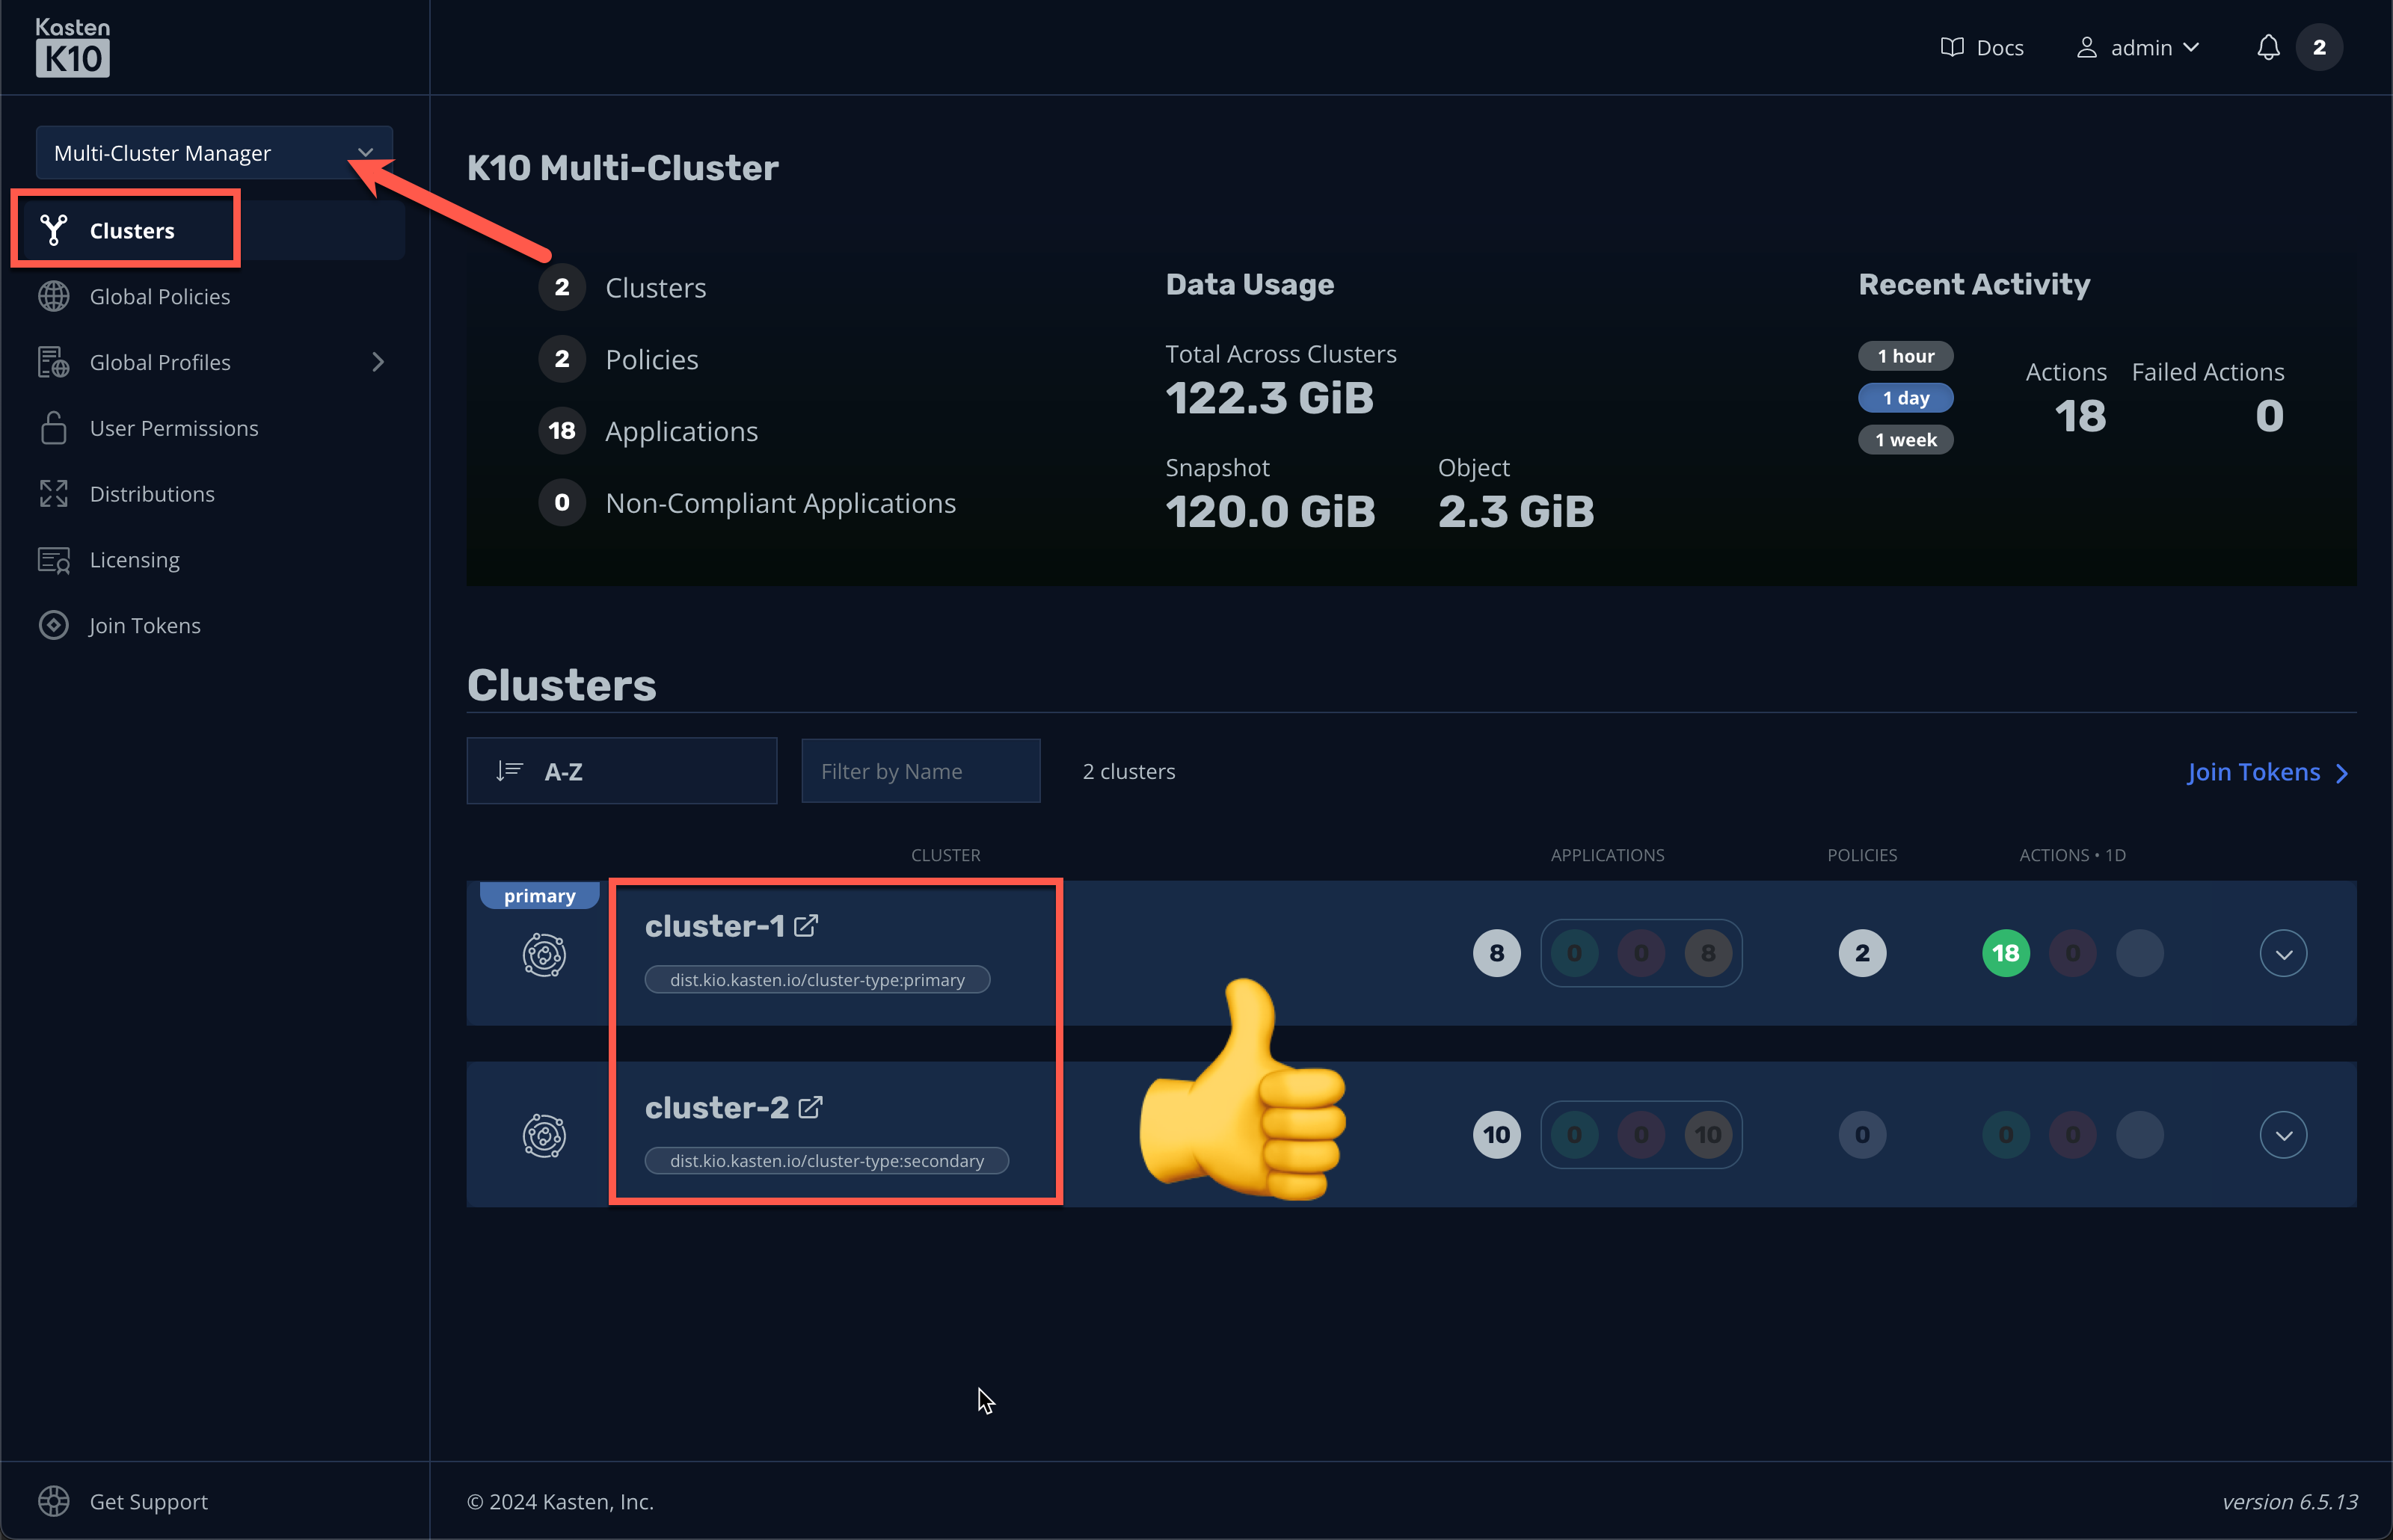 Kasten
K10
Docs
admin
2
Multi-Cluster Manager
Clusters
Global Policies
Global Profiles
User Permissions
Distributions
Licensing
Join Tokens
K10 Multi-Cluster
2 Clusters
2 Policies
18 Applications
0 Non-Compliant Applications
Data Usage
Total Across Clusters
122.3 GiB
Snapshot
120.0 GiB
Object
2.3 GiB
Recent Activity
1 hour
1 day
1 week
Actions
18
Failed Actions
0
Clusters
A-Z
Filter by Name
2 clusters
Join Tokens
CLUSTER APPLICATIONS POLICIES ACTIONS • 1D
primary
cluster-1
dist.kio.kasten.io/cluster-type:primary
8 0 0 8 2 18 0
cluster-2
dist.kio.kasten.io/cluster-type:secondary
10 0 0 10 0 0 0
Get Support
© 2024 Kasten, Inc.
version 6.5.13